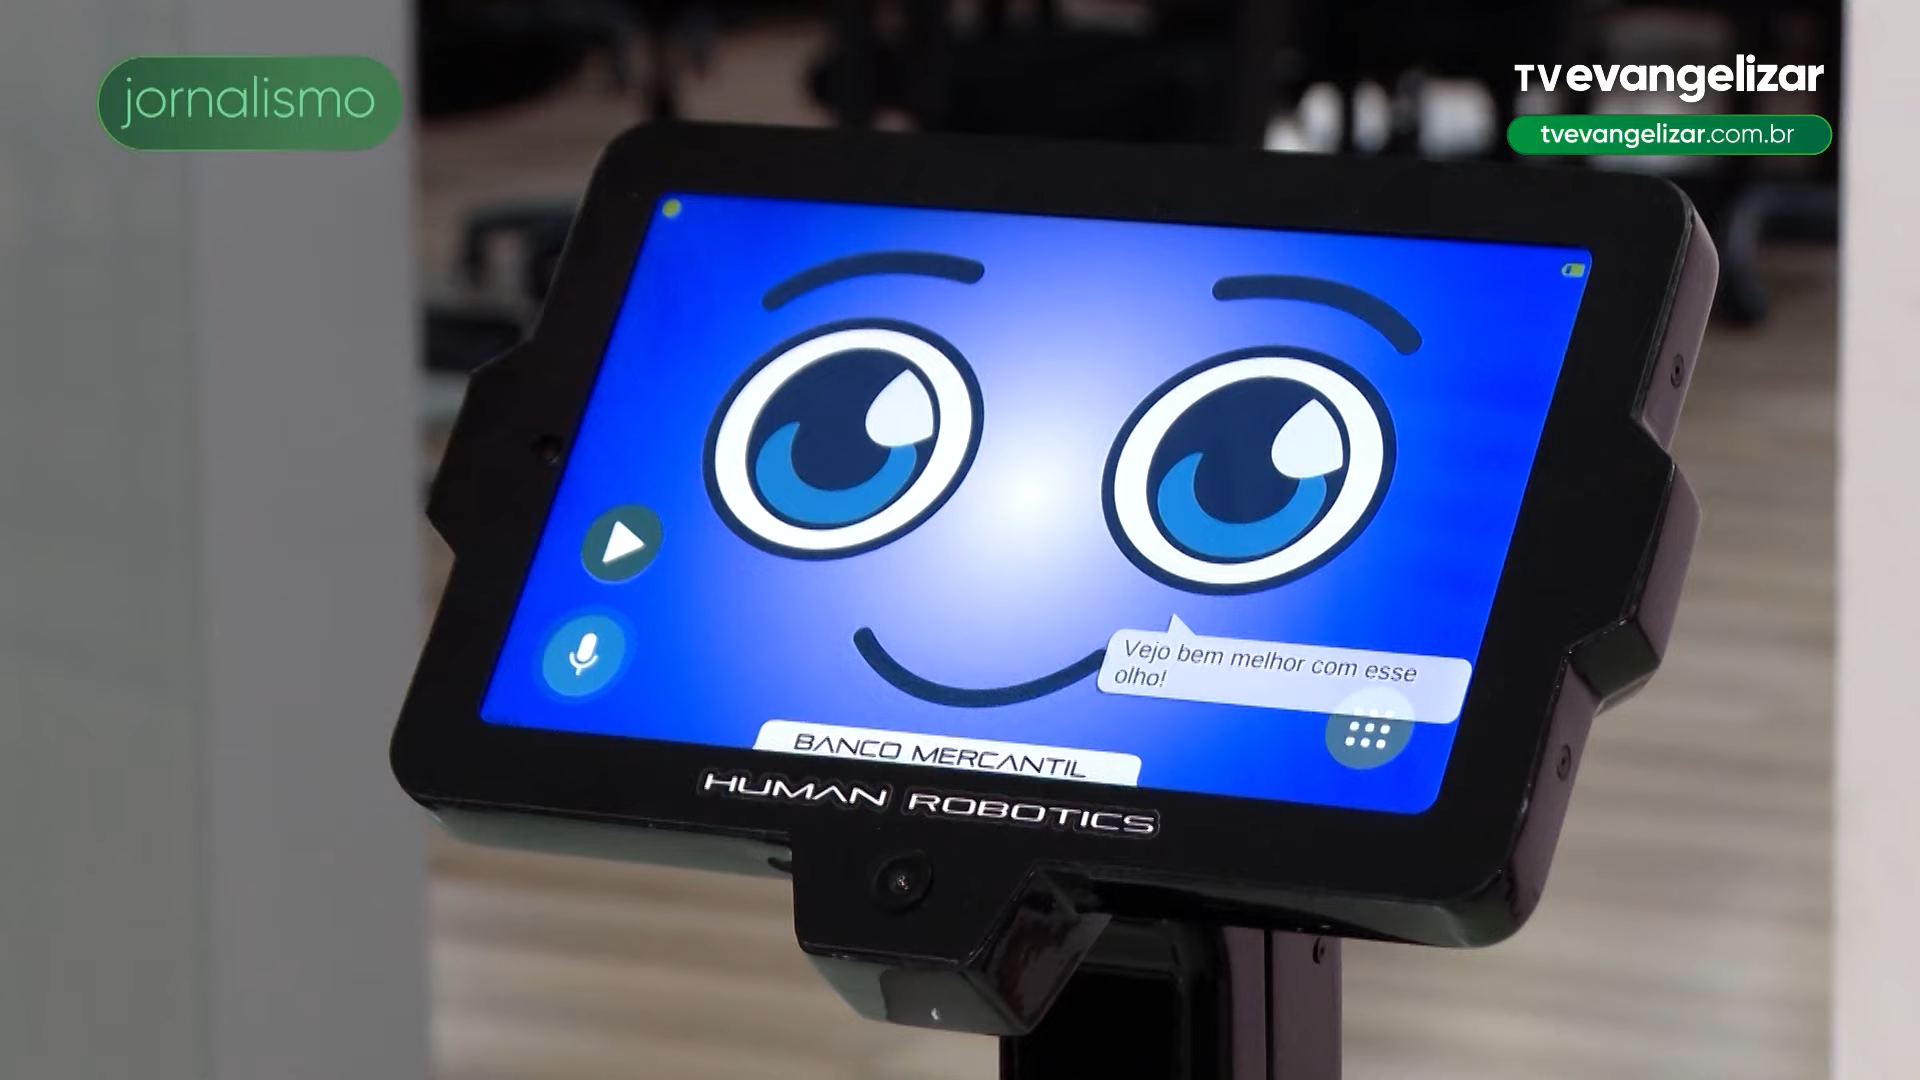 jornalismo
TVevangelizar
tvevangelizar.com.br
Vejo bem melhor com esse
olho!
BANCO MERCANTIL
HUMAN ROBOTICS